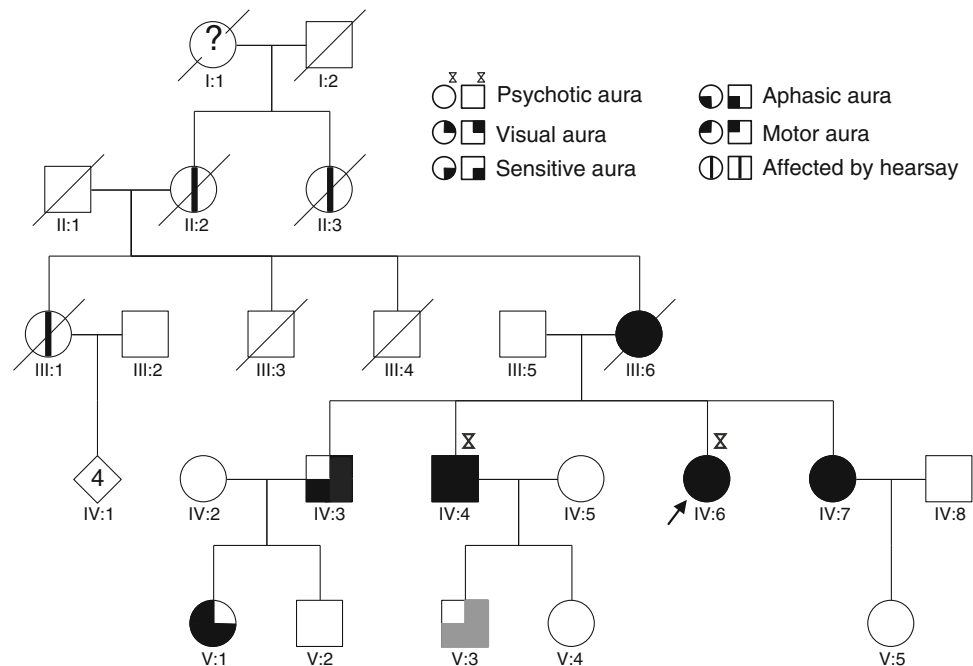 ?
I:1 I:2
Psychotic aura Aphasic aura
Visual aura Motor aura
Sensitive aura Affected by hearsay
II:1 II:2 II:3
III:1 III:2 III:3 III:4 III:5 III:6
4
IV:1 IV:2 IV:3 IV:4 IV:5 IV:6 IV:7 IV:8
V:1 V:2 V:3 V:4 V:5